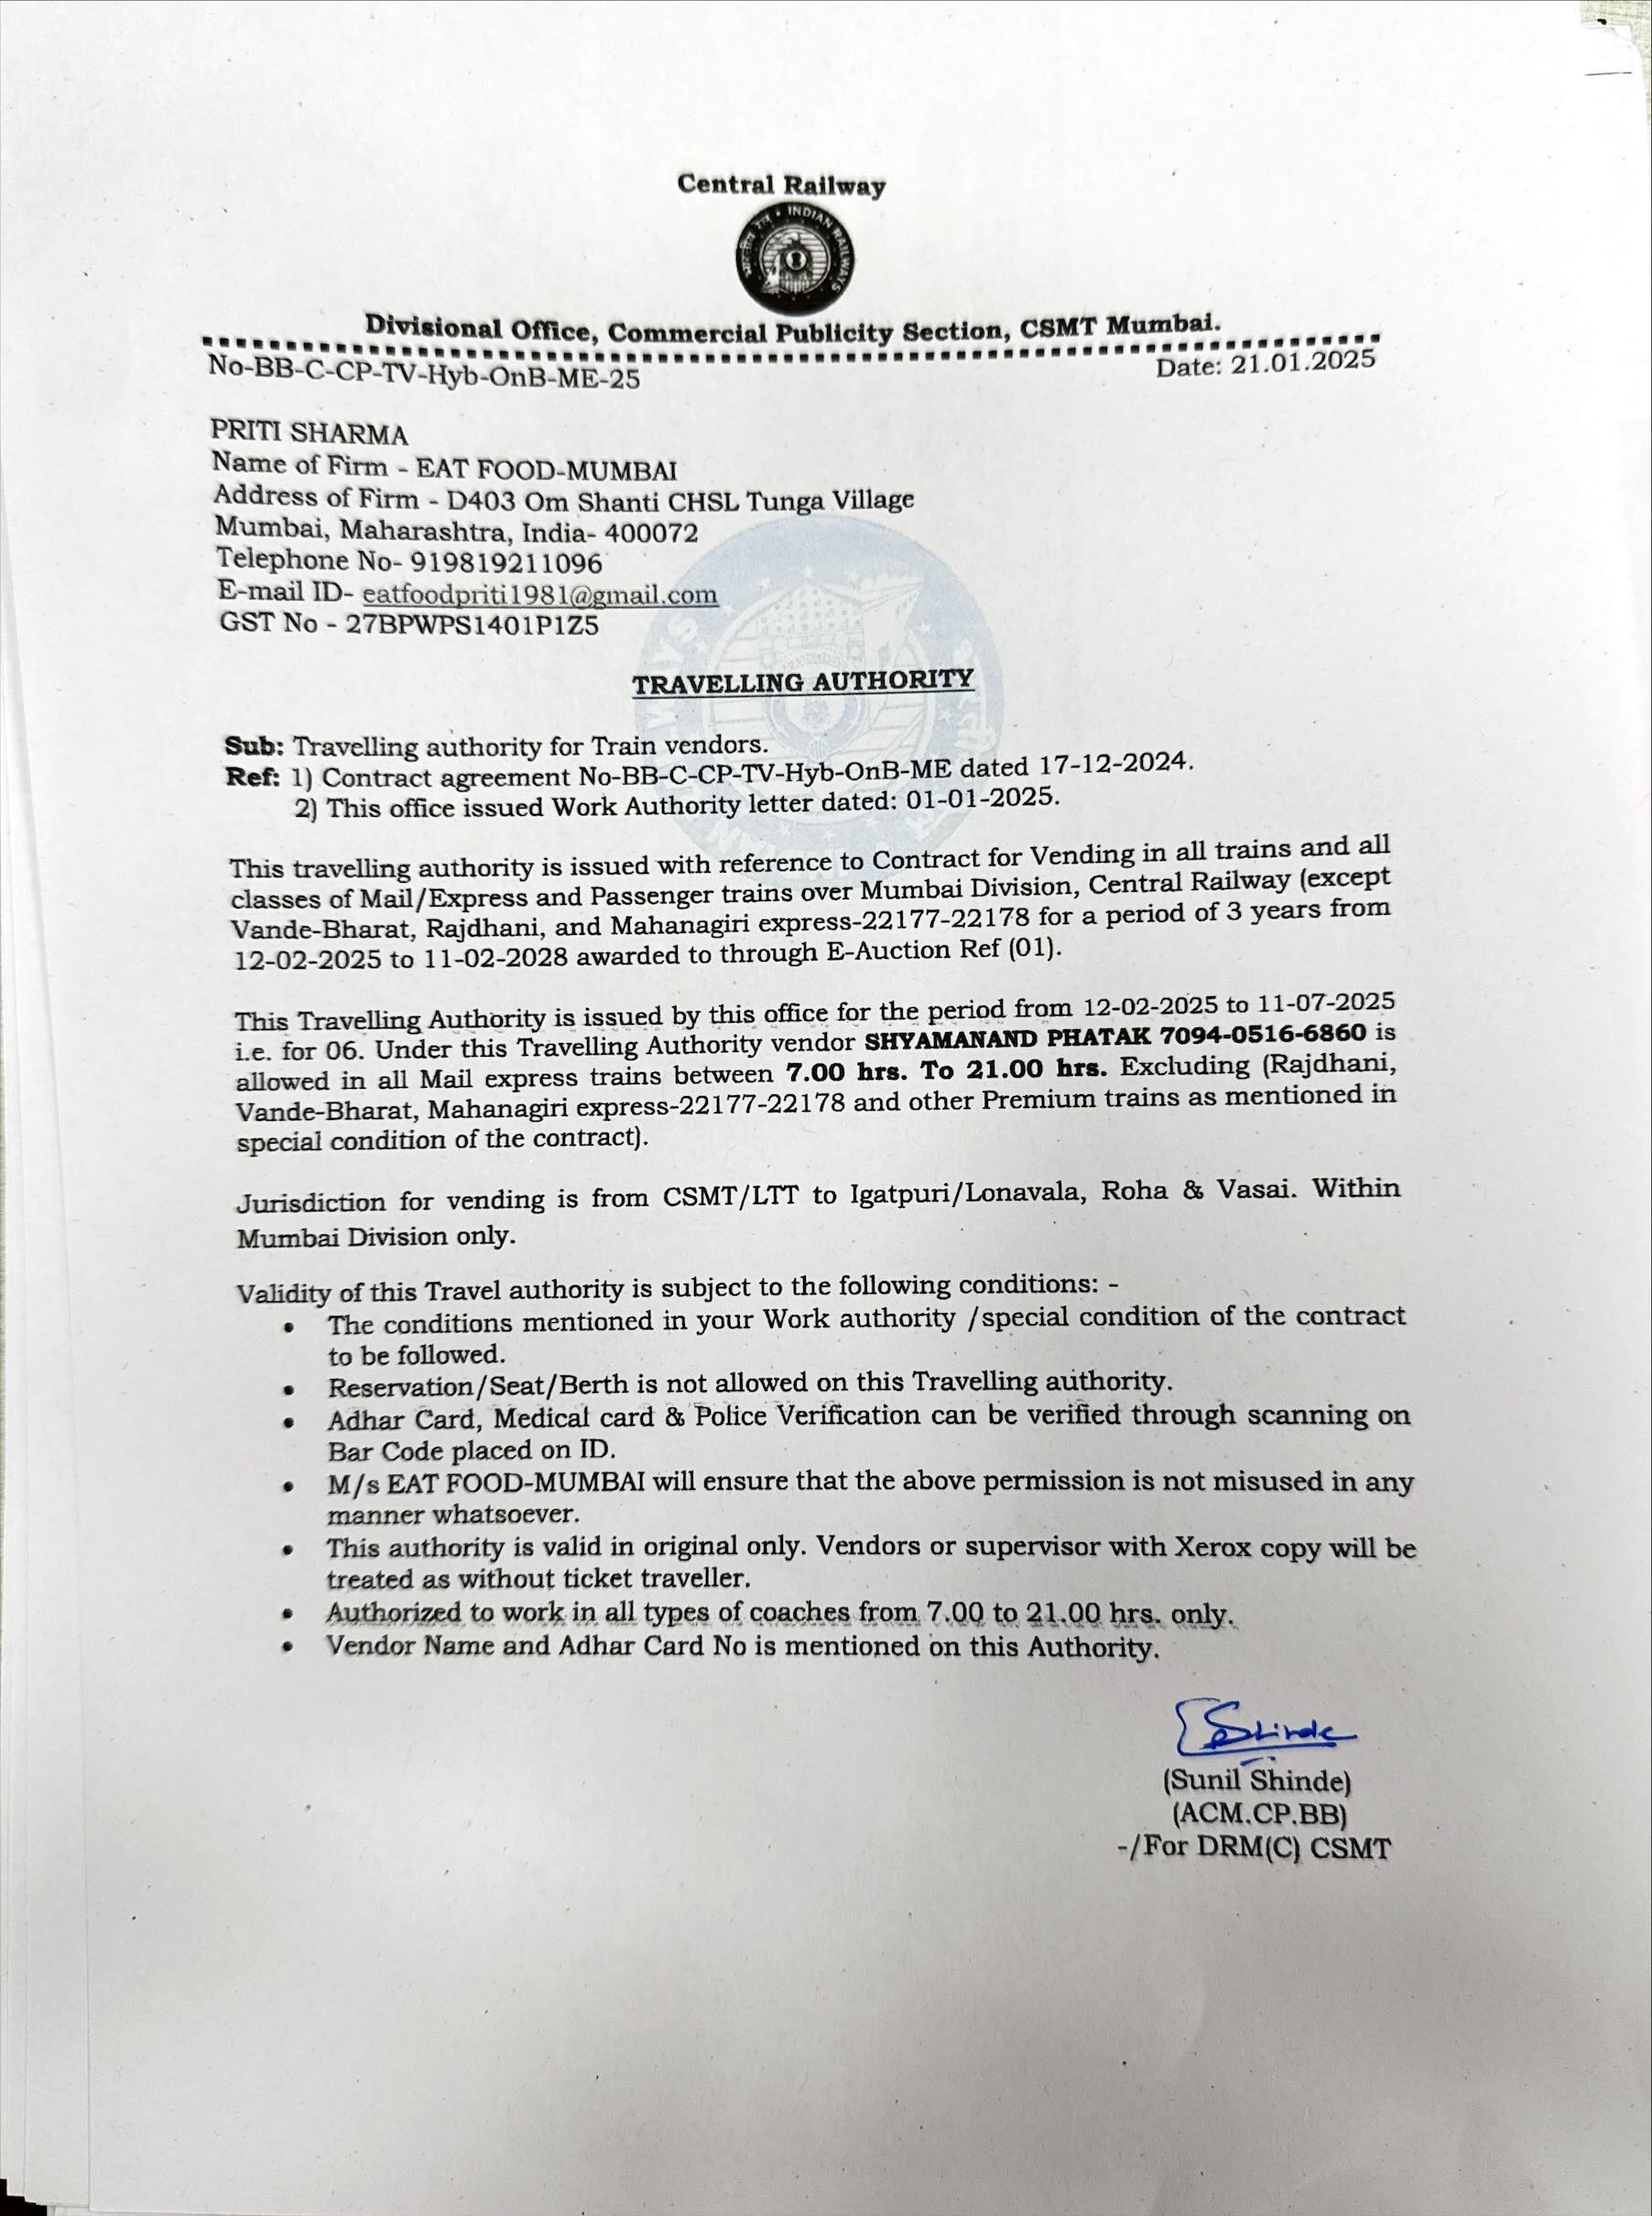 Central Railway
भारतीय रेल • INDIAN RAILWAYS
Divisional Office, Commercial Publicity Section, CSMT Mumbai.
No-BB-C-CP-TV-Hyb-OnB-ME-25 Date: 21.01.2025
PRITI SHARMA
Name of Firm - EAT FOOD-MUMBAI
Address of Firm - D403 Om Shanti CHSL Tunga Village
Mumbai, Maharashtra, India- 400072
Telephone No- 919819211096
E-mail ID- eatfoodpriti1981@gmail.com
GST No - 27BPWPS1401P1Z5
TRAVELLING AUTHORITY
Sub: Travelling authority for Train vendors.
Ref: 1) Contract agreement No-BB-C-CP-TV-Hyb-OnB-ME dated 17-12-2024.
2) This office issued Work Authority letter dated: 01-01-2025.
This travelling authority is issued with reference to Contract for Vending in all trains and all
classes of Mail/Express and Passenger trains over Mumbai Division, Central Railway (except
Vande-Bharat, Rajdhani, and Mahanagiri express-22177-22178 for a period of 3 years from
12-02-2025 to 11-02-2028 awarded to through E-Auction Ref (01).
This Travelling Authority is issued by this office for the period from 12-02-2025 to 11-07-2025
i.e. for 06. Under this Travelling Authority vendor SHYAMANAND PHATAK 7094-0516-6860 is
allowed in all Mail express trains between 7.00 hrs. To 21.00 hrs. Excluding (Rajdhani,
Vande-Bharat, Mahanagiri express-22177-22178 and other Premium trains as mentioned in
special condition of the contract).
Jurisdiction for vending is from CSMT/LTT to Igatpuri/Lonavala, Roha & Vasai. Within
Mumbai Division only.
Validity of this Travel authority is subject to the following conditions: -
• The conditions mentioned in your Work authority /special condition of the contract
to be followed.
• Reservation/Seat/Berth is not allowed on this Travelling authority.
• Adhar Card, Medical card & Police Verification can be verified through scanning on
Bar Code placed on ID.
• M/s EAT FOOD-MUMBAI will ensure that the above permission is not misused in any
manner whatsoever.
• This authority is valid in original only. Vendors or supervisor with Xerox copy will be
treated as without ticket traveller.
• Authorized to work in all types of coaches from 7.00 to 21.00 hrs. only.
• Vendor Name and Adhar Card No is mentioned on this Authority.
Shinde
(Sunil Shinde)
(ACM.CP.BB)
-/For DRM(C) CSMT